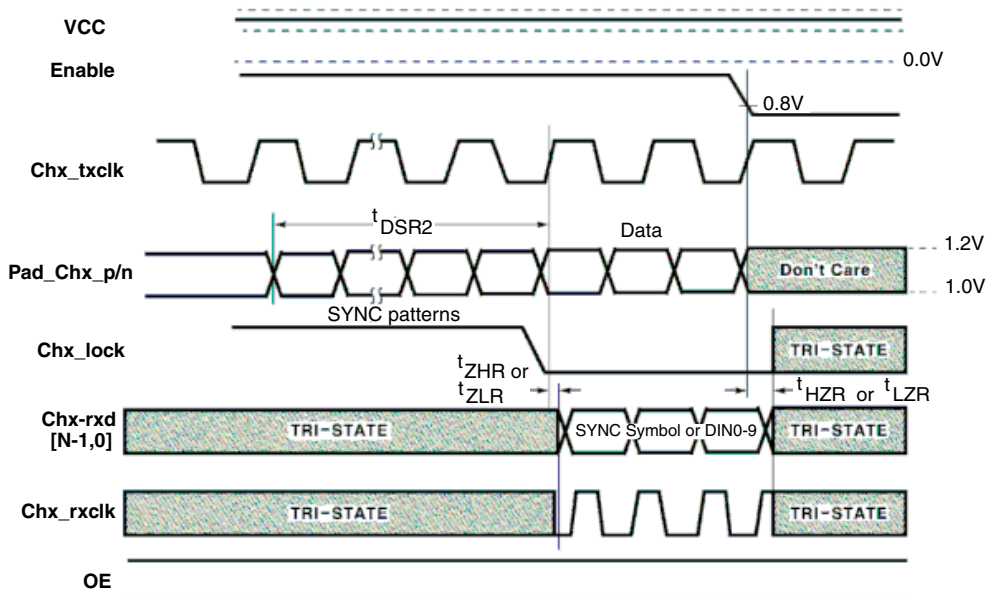 VCC
Enable
0.0V
0.8V
Chx_txclk
tDSR2
Data
Pad_Chx_p/n
Don't Care
1.2V
1.0V
SYNC patterns
Chx_lock
TRI-STATE
tZHR or
tZLR
tHZR or tLZR
Chx-rxd
[N-1,0]
TRI-STATE
SYNC Symbol or DIN0-9
TRI-STATE
Chx_rxclk
TRI-STATE
TRI-STATE
OE